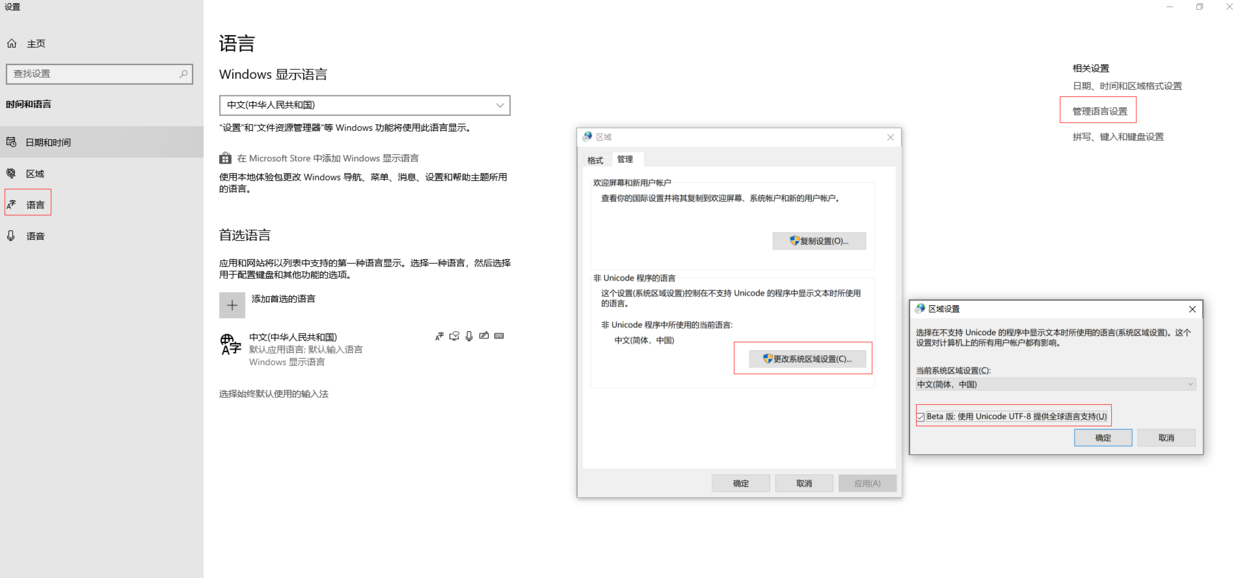 设置
主页
查找设置
时间和语言
日期和时间
区域
语言
语音
语言
Windows 显示语言
中文(中华人民共和国)
"设置"和"文件资源管理器"等 Windows 功能将使用此语言显示。
在 Microsoft Store 中添加 Windows 显示语言
使用本地体验包更改 Windows 导航、菜单、消息、设置和帮助主题所用
的语言。
首选语言
应用和网站将以列表中支持的第一种语言显示。选择一种语言，然后选择
用于配置键盘和其他功能的选项。
添加首选的语言
中文(中华人民共和国)
默认应用语言; 默认输入语言
Windows 显示语言
选择始终默认使用的输入法
相关设置
日期、时间和区域格式设置
管理语言设置
拼写、键入和键盘设置
区域
格式 管理
欢迎屏幕和新用户帐户
查看你的国际设置并将其复制到欢迎屏幕、系统帐户和新的用户帐户。
复制设置(O)...
非 Unicode 程序的语言
这个设置(系统区域设置)控制在不支持 Unicode 的程序中显示文本时所使用
的语言。
非 Unicode 程序中所使用的当前语言:
中文(简体，中国)
更改系统区域设置(C)...
确定 取消 应用(A)
区域设置
选择在不支持 Unicode 的程序中显示文本时所使用的语言(系统区域设置)。这个
设置对计算机上的所有用户帐户都有影响。
当前系统区域设置(C):
中文(简体，中国)
Beta 版: 使用 Unicode UTF-8 提供全球语言支持(U)
确定 取消